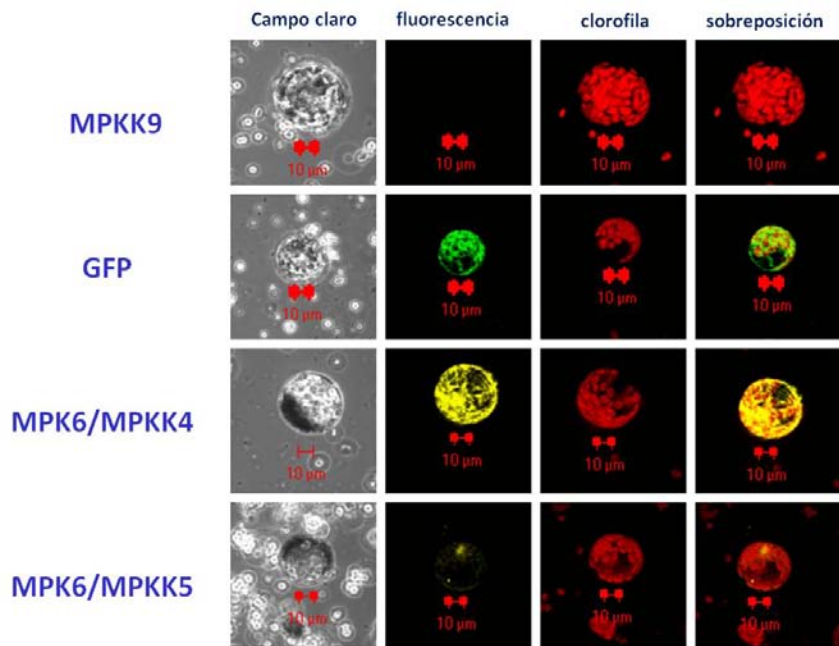 Campo claro fluorescencia clorofila sobreposición
MPKK9
10 µm 10 µm 10 µm 10 µm
GFP
10 µm 10 µm 10 µm 10 µm
MPK6/MPKK4
10 µm 10 µm 10 µm 10 µm
MPK6/MPKK5
10 µm 10 µm 10 µm 10 µm